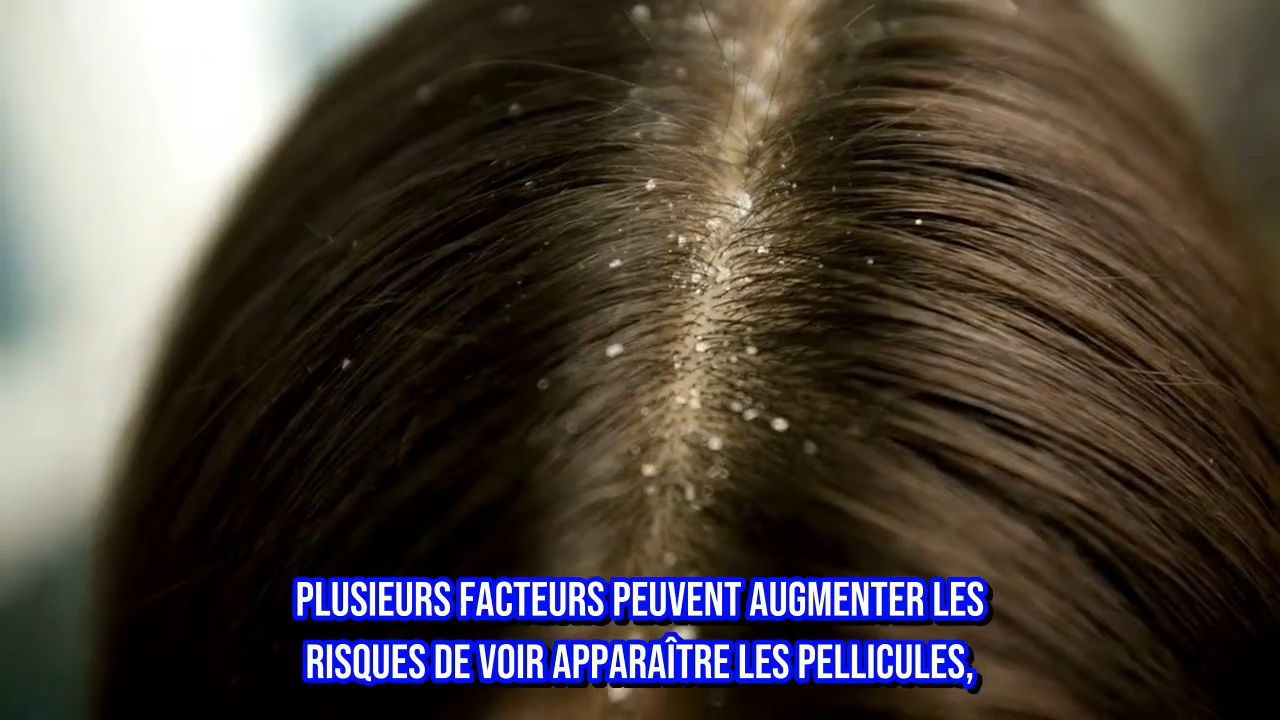 PLUSIEURS FACTEURS PEUVENT AUGMENTER LES
RISQUES DE VOIR APPARAÎTRE LES PELLICULES,